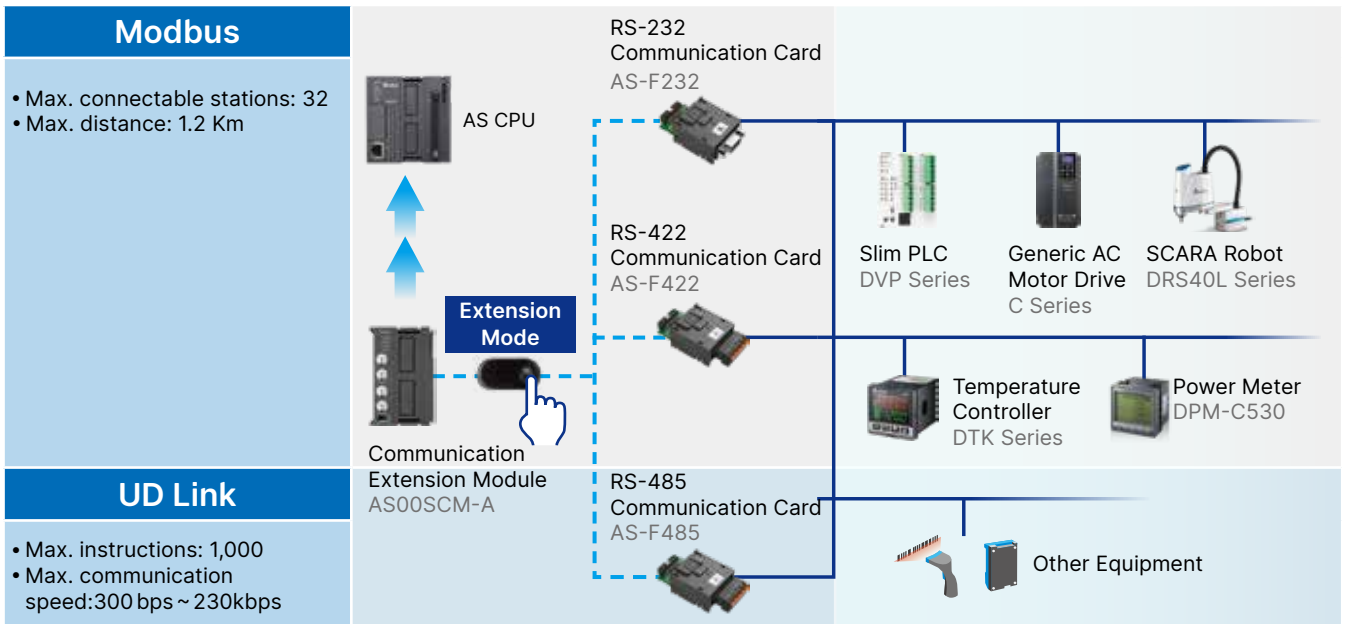 Modbus
• Max. connectable stations: 32
• Max. distance: 1.2 Km
AS CPU
Extension
Mode
Communication
Extension Module
AS00SCM-A
RS-232
Communication Card
AS-F232
RS-422
Communication Card
AS-F422
Slim PLC
DVP Series
Generic AC
Motor Drive
C Series
SCARA Robot
DRS40L Series
Temperature
Controller
DTK Series
Power Meter
DPM-C530
UD Link
• Max. instructions: 1,000
• Max. communication
speed:300 bps ~ 230kbps
RS-485
Communication Card
AS-F485
Other Equipment